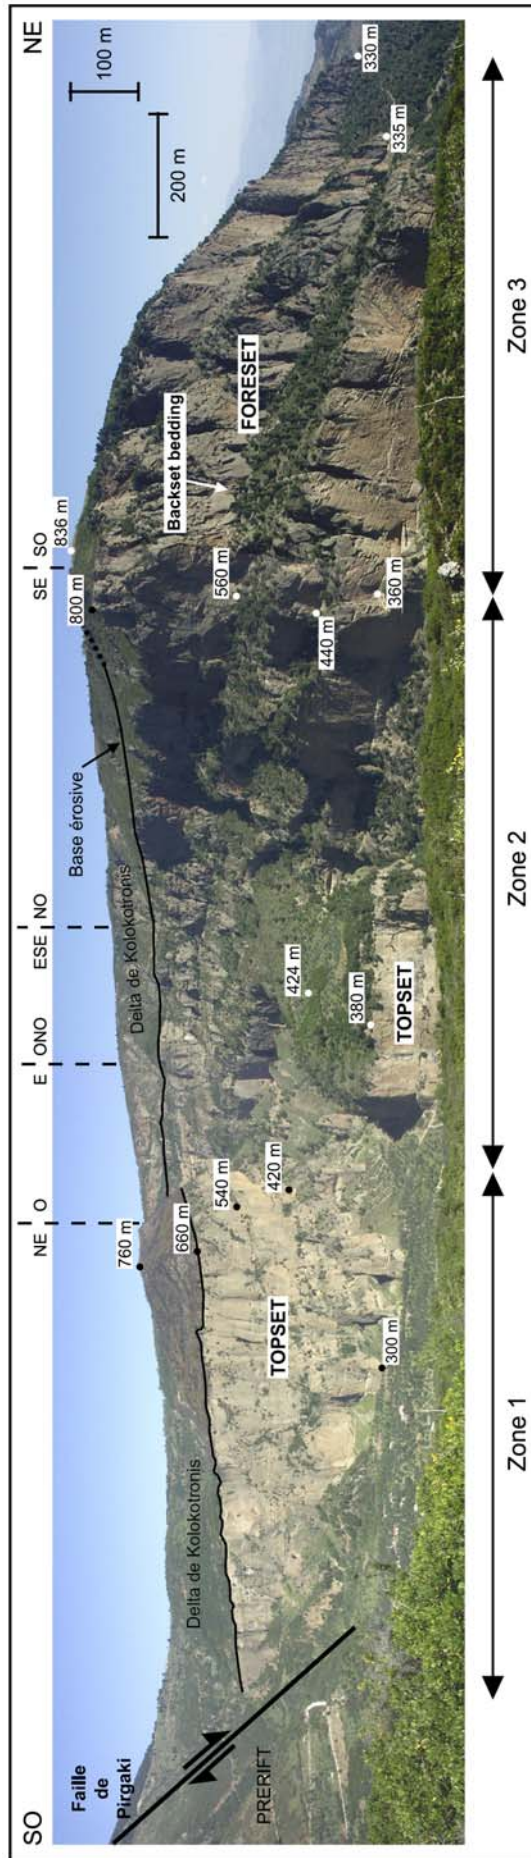 SO
NE
Faille
de
Pirgaki
PRERIFT
Delta de Kolokotronis
NE
O
760 m
660 m
TOPSET
540 m
420 m
300 m
E
ONO
ESE
NO
Delta de Kolokotronis
Base érosive
424 m
380 m
TOPSET
SE
SO
800 m
836 m
560 m
440 m
360 m
Backset bedding
FORESET
200 m
100 m
335 m
330 m
Zone 1
Zone 2
Zone 3